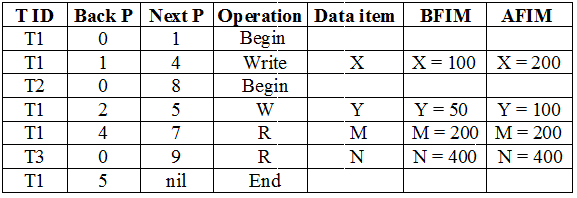 T ID Back P Next P Operation Data item BFIM AFIM
T1 0 1 Begin
T1 1 4 Write X X = 100 X = 200
T2 0 8 Begin
T1 2 5 W Y Y = 50 Y = 100
T1 4 7 R M M = 200 M = 200
T3 0 9 R N N = 400 N = 400
T1 5 nil End